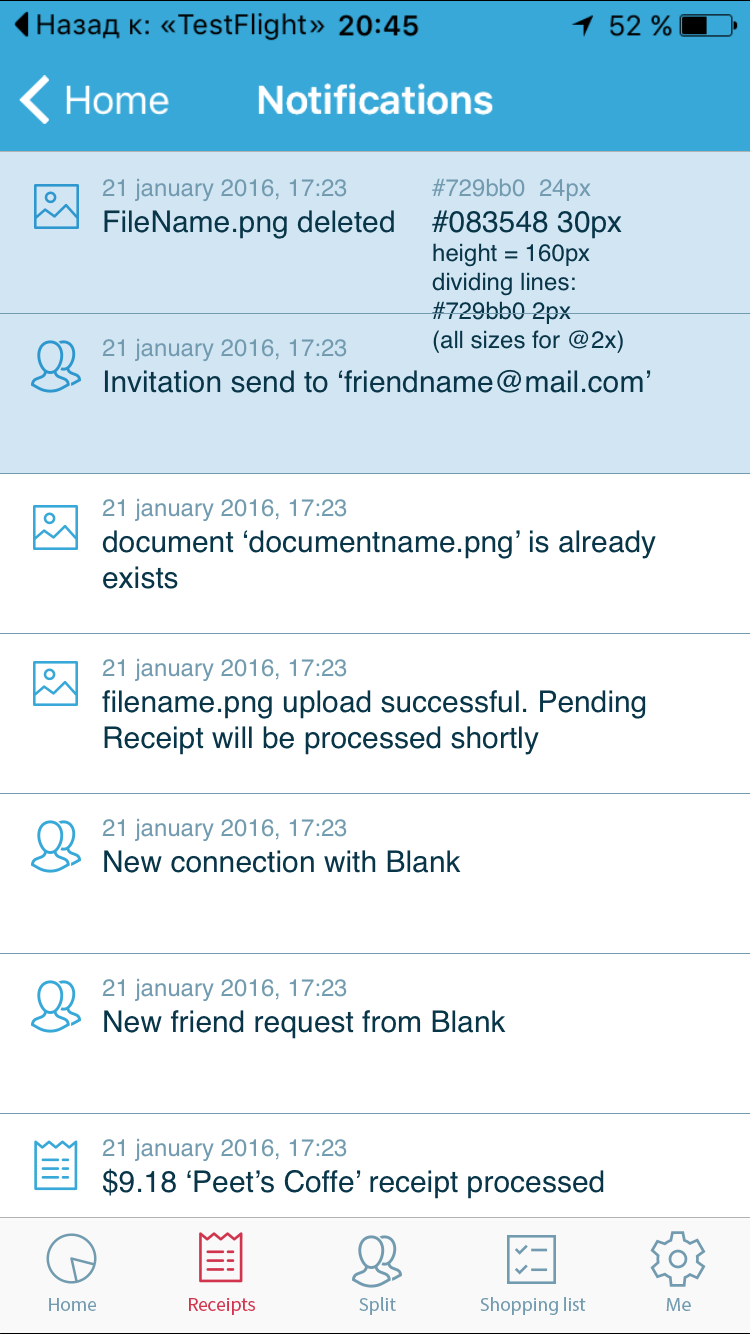 Назад к: «TestFlight» 20:45 52 %
Home Notifications
21 january 2016, 17:23
FileName.png deleted
#729bb0 24px
#083548 30px
height = 160px
dividing lines:
#729bb0 2px
(all sizes for @2x)
21 january 2016, 17:23
Invitation send to ‘friendname@mail.com’
21 january 2016, 17:23
document ‘documentname.png’ is already
exists
21 january 2016, 17:23
filename.png upload successful. Pending
Receipt will be processed shortly
21 january 2016, 17:23
New connection with Blank
21 january 2016, 17:23
New friend request from Blank
21 january 2016, 17:23
$9.18 ‘Peet’s Coffe’ receipt processed
Home Receipts Split Shopping list Me